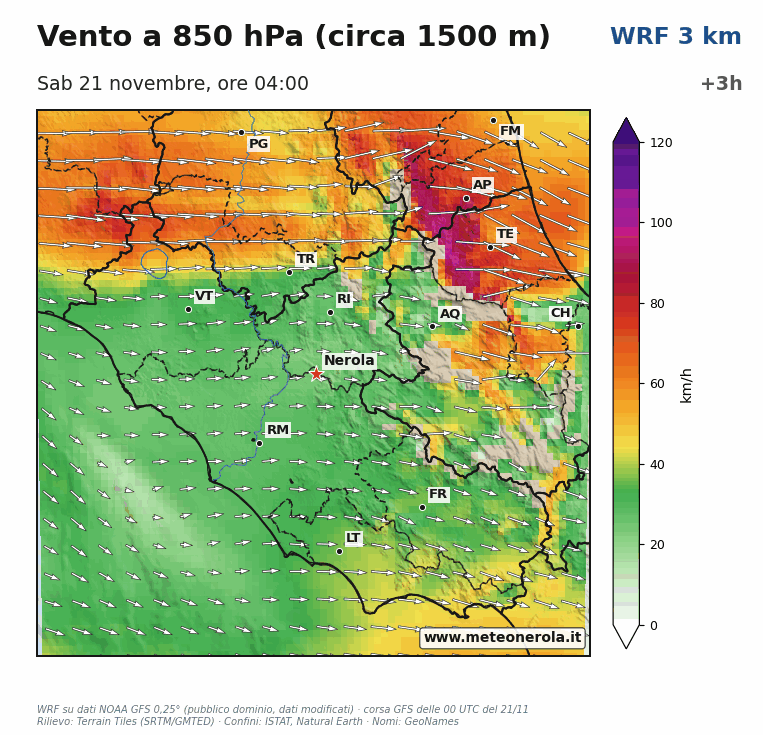 Vento a 850 hPa (circa 1500 m)
WRF 3 km
Sab 21 novembre, ore 04:00
+3h
FM
PG
AP
TE
TR
VT
RI
AQ
CH
Nerola
RM
FR
LT
www.meteonerola.it
120
100
80
60
40
20
0
km/h
WRF su dati NOAA GFS 0,25° (pubblico dominio, dati modificati) · corsa GFS delle 00 UTC del 21/11
Rilievo: Terrain Tiles (SRTM/GMTED) · Confini: ISTAT, Natural Earth · Nomi: GeoNames